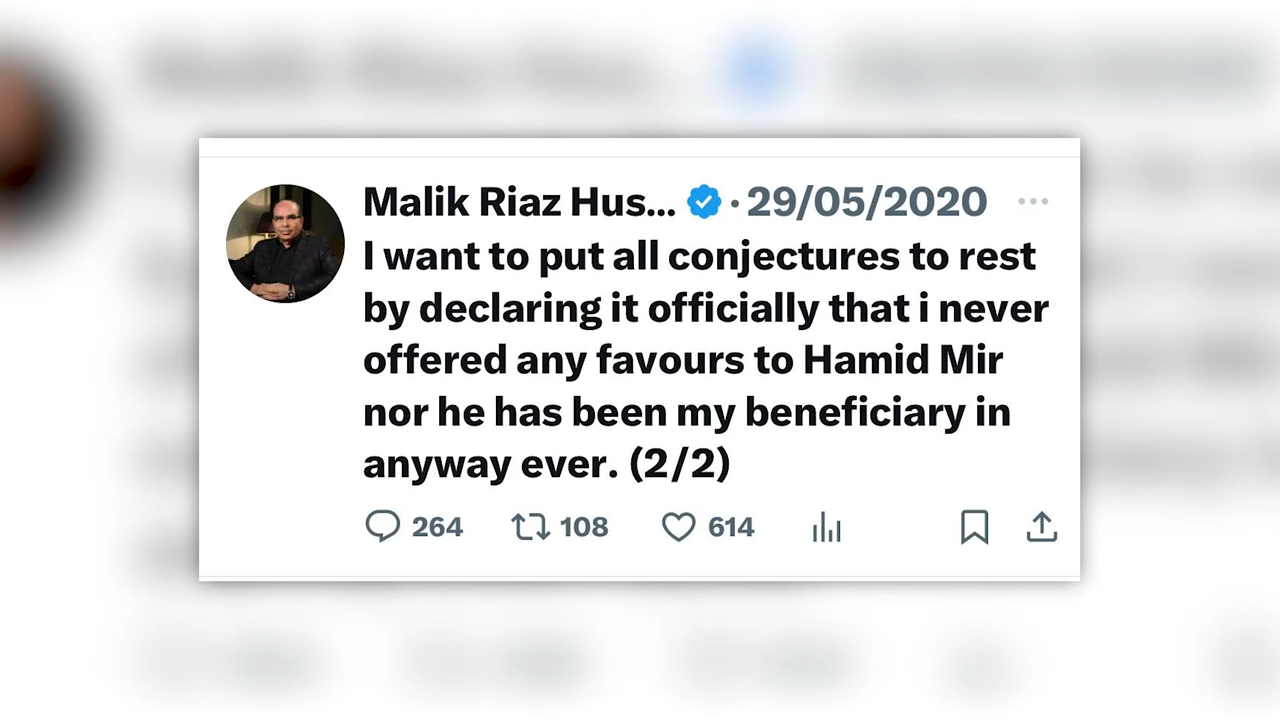 Malik Riaz Hus... · 29/05/2020
I want to put all conjectures to rest
by declaring it officially that i never
offered any favours to Hamid Mir
nor he has been my beneficiary in
anyway ever. (2/2)
264 108 614